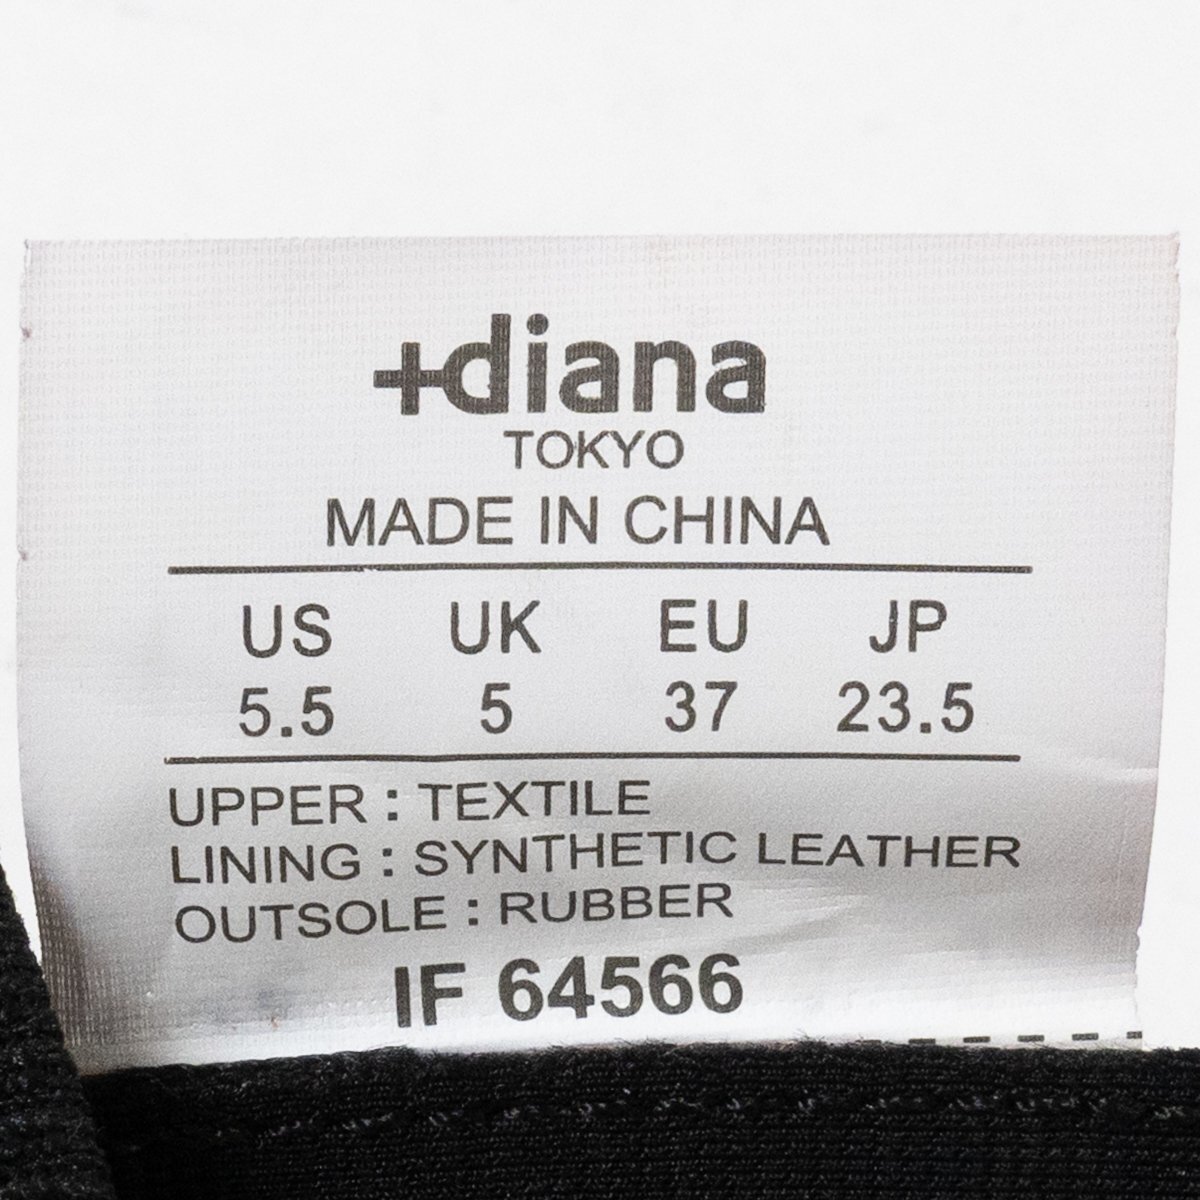 +diana
TOKYO
MADE IN CHINA
US UK EU JP
5.5 5 37 23.5
UPPER : TEXTILE
LINING : SYNTHETIC LEATHER
OUTSOLE : RUBBER
IF 64566